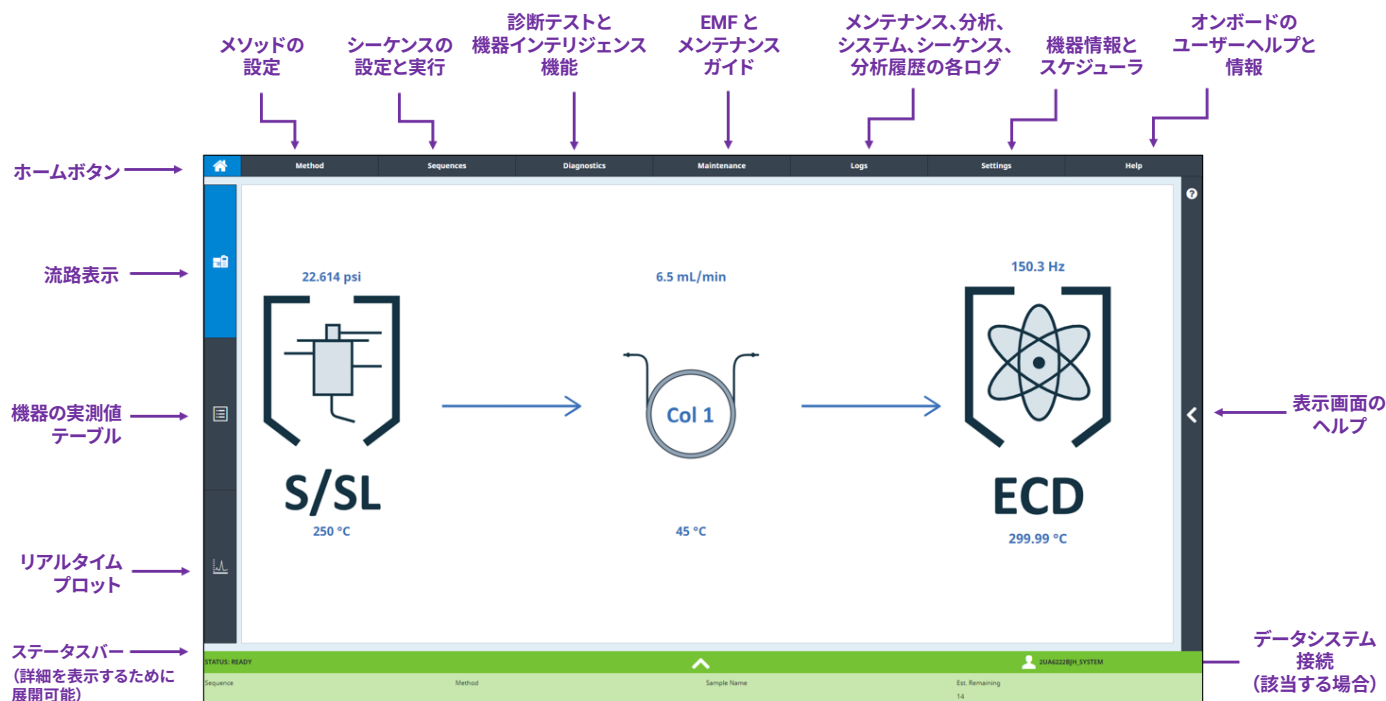 メソッドの
設定
シーケンスの
設定と実行
診断テストと
機器インテリジェンス
機能
EMF と
メンテナンス
ガイド
メンテナンス、分析、
システム、シーケンス、
分析履歴の各ログ
機器情報と
スケジューラ
オンボードの
ユーザーヘルプと
情報
ホームボタン
Method
Sequences
Diagnostics
Maintenance
Logs
Settings
Help
流路表示
22.614 psi
6.5 mL/min
150.3 Hz
機器の実測値
テーブル
Col 1
表示画面の
ヘルプ
S/SL
ECD
250 °C
45 °C
299.99 °C
リアルタイム
プロット
ステータスバー
(詳細を表示するために
展開可能)
STATUS: READY
2UA6222BJH_SYSTEM
データシステム
接続
(該当する場合)
Sequence
Method
Sample Name
Est. Remaining
14